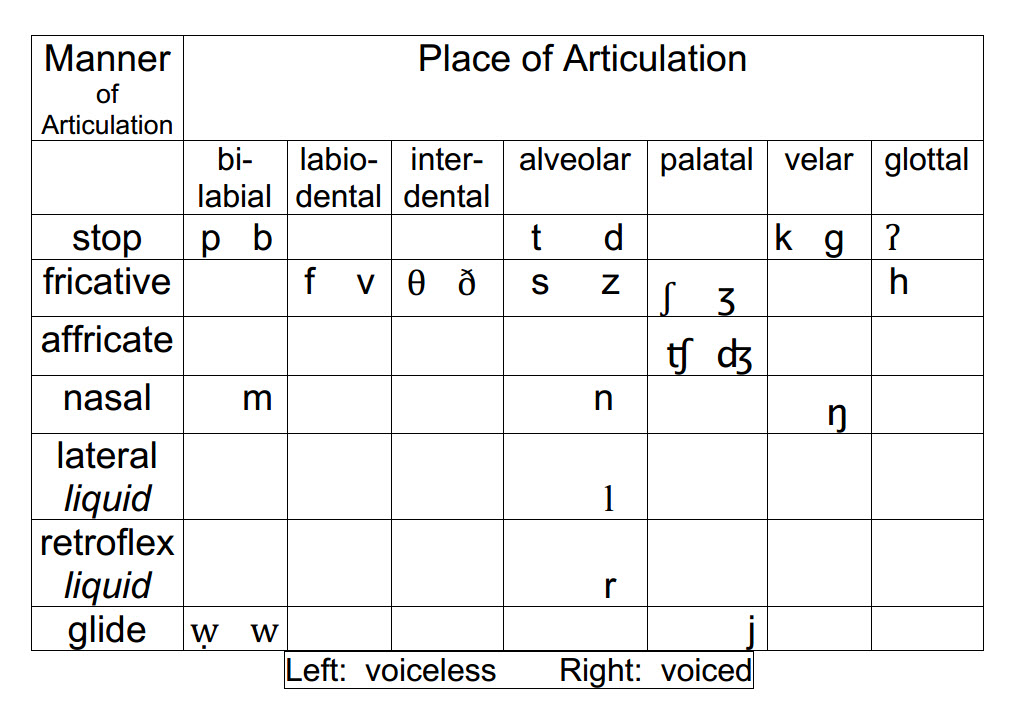 Manner Place of Articulation
of
Articulation
bi- labio- inter- alveolar palatal velar glottal
labial dental dental
stop p b t d k g ʔ
fricative f v θ ð s z ʃ ʒ h
affricate ʧ ʤ
nasal m n ŋ
lateral
liquid l
retroflex
liquid r
glide ẉ w j
Left: voiceless Right: voiced